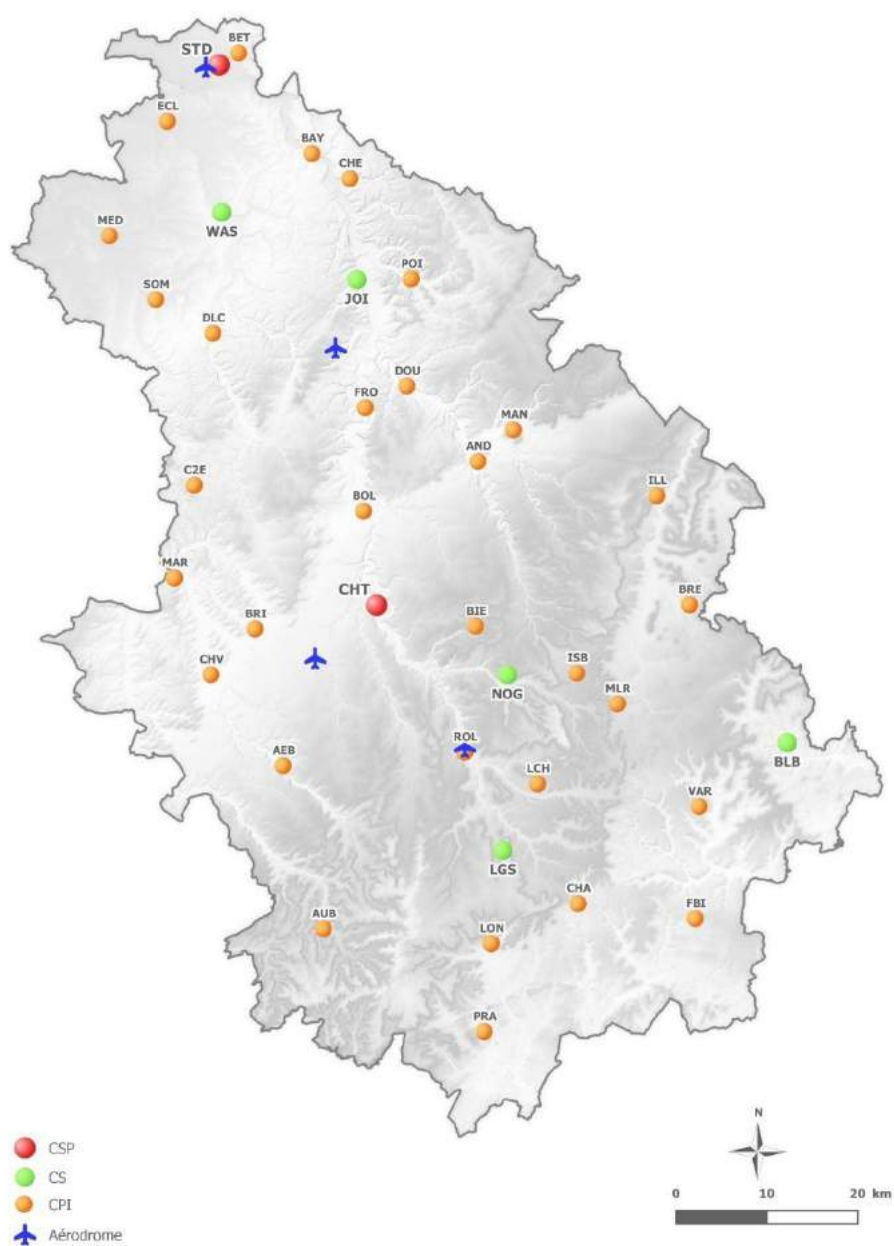 BET
STD
ECL
BAY
CHE
WAS
MED
POI
JOI
SOM
DLC
DOU
FRO
MAN
AND
C2E
ILL
BOL
MAR
CHT
BRE
BIE
BRI
CHV
ISB
NOG
MLR
ROL
AEB
BLB
LCH
VAR
LGS
CHA
FBI
AUB
LON
PRA
N
CSP
CS
CPI
Aérodrome
0 10 20 km